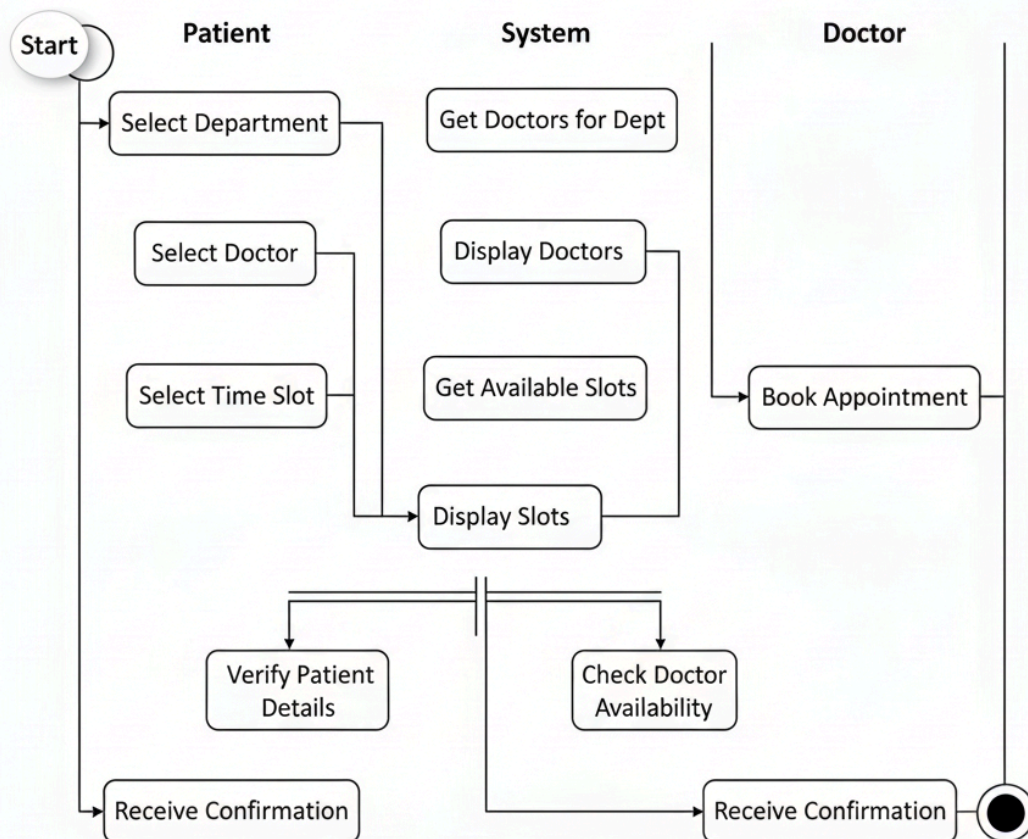 Start
Patient
System
Doctor
Select Department
Get Doctors for Dept
Select Doctor
Display Doctors
Select Time Slot
Get Available Slots
Book Appointment
Display Slots
Verify Patient
Details
Check Doctor
Availability
Receive Confirmation
Receive Confirmation